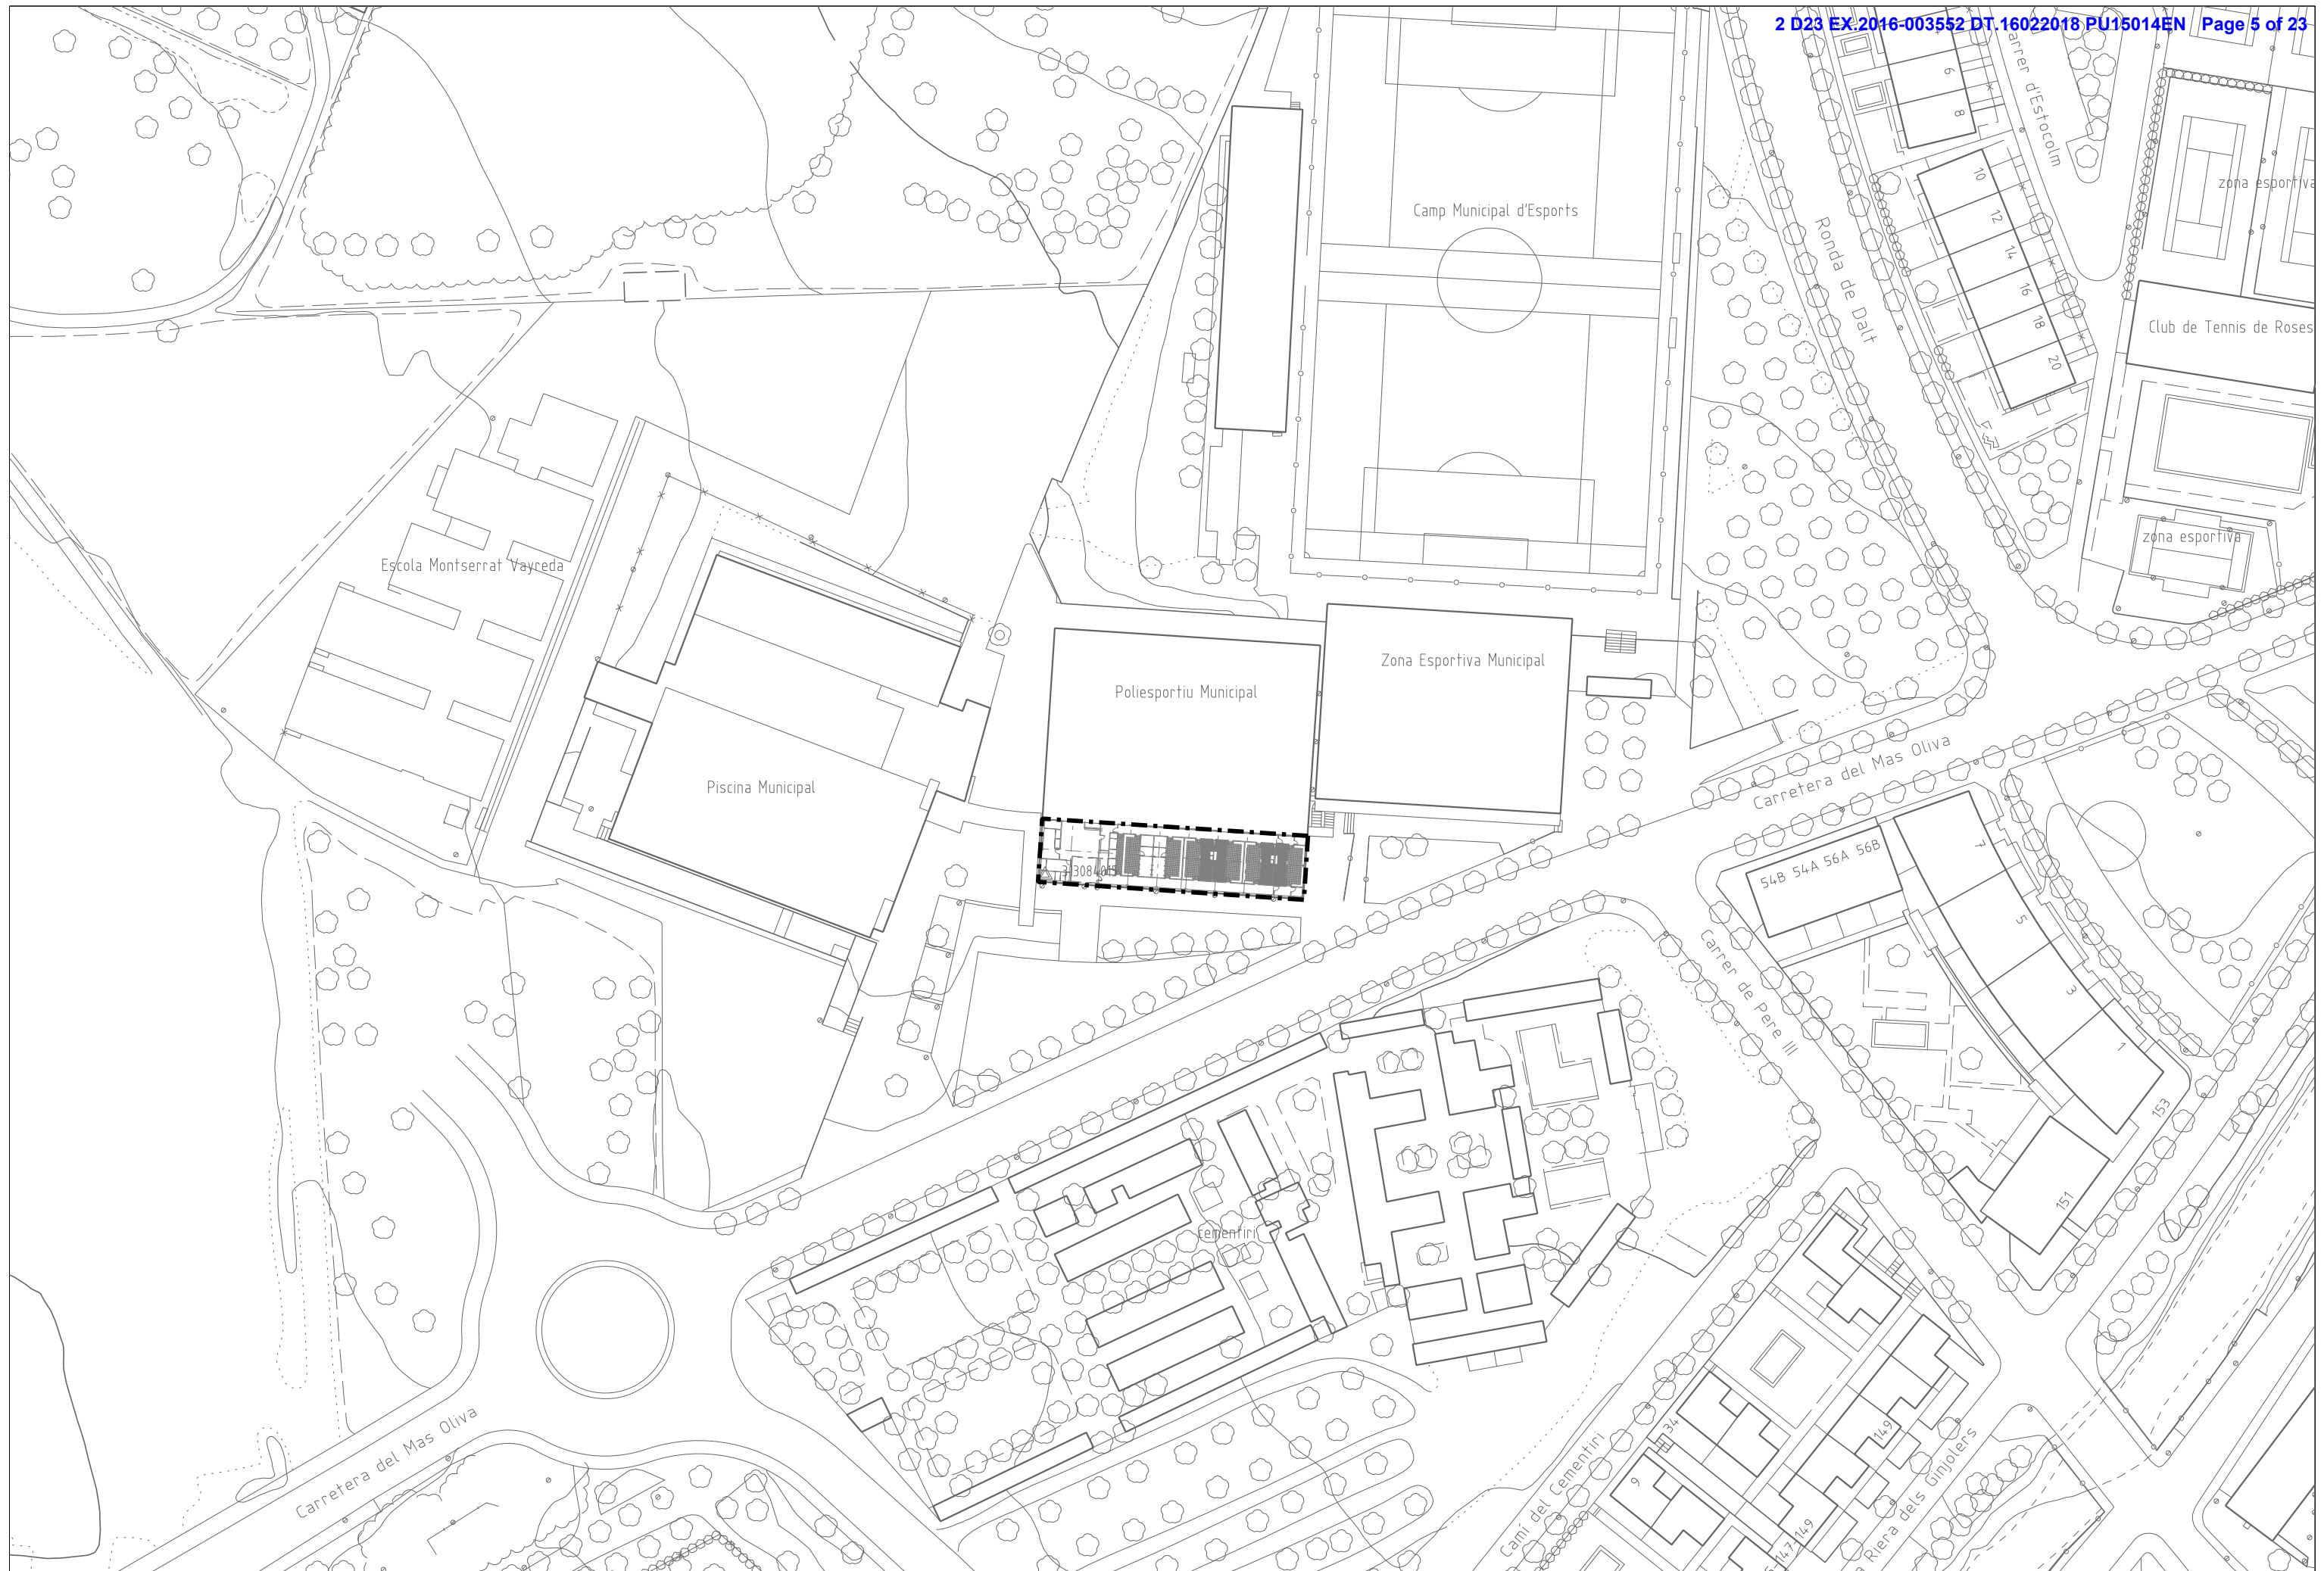 2 D23 EX.2016-003552 DT.16022018 PU15014EN Page 5 of 23
6
8
10
12
14
16
18
20
zona esportiva
Camp Municipal d'Esports
Ronda de Dalt
Club de Tennis de Roses
zona esportiva
Escola Montserrat Vayreda
Zona Esportiva Municipal
Poliesportiu Municipal
Piscina Municipal
Carretera del Mas Oliva
54B 54A 56A 56B
7
5
3
1
153
151
Carrer de Pere III
cementiri
Carretera del Mas Oliva
Camí del Cementiri
34
9
149
147-149
Riera dels Ginjolers